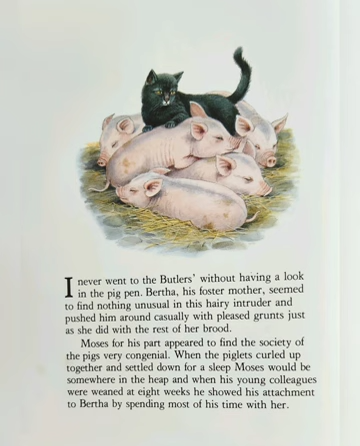 I never went to the Butlers' without having a look
in the pig pen. Bertha, his foster mother, seemed
to find nothing unusual in this hairy intruder and
pushed him around casually with pleased grunts just
as she did with the rest of her brood.
Moses for his part appeared to find the society of
the pigs very congenial. When the piglets curled up
together and settled down for a sleep Moses would be
somewhere in the heap and when his young colleagues
were weaned at eight weeks he showed his attachment
to Bertha by spending most of his time with her.